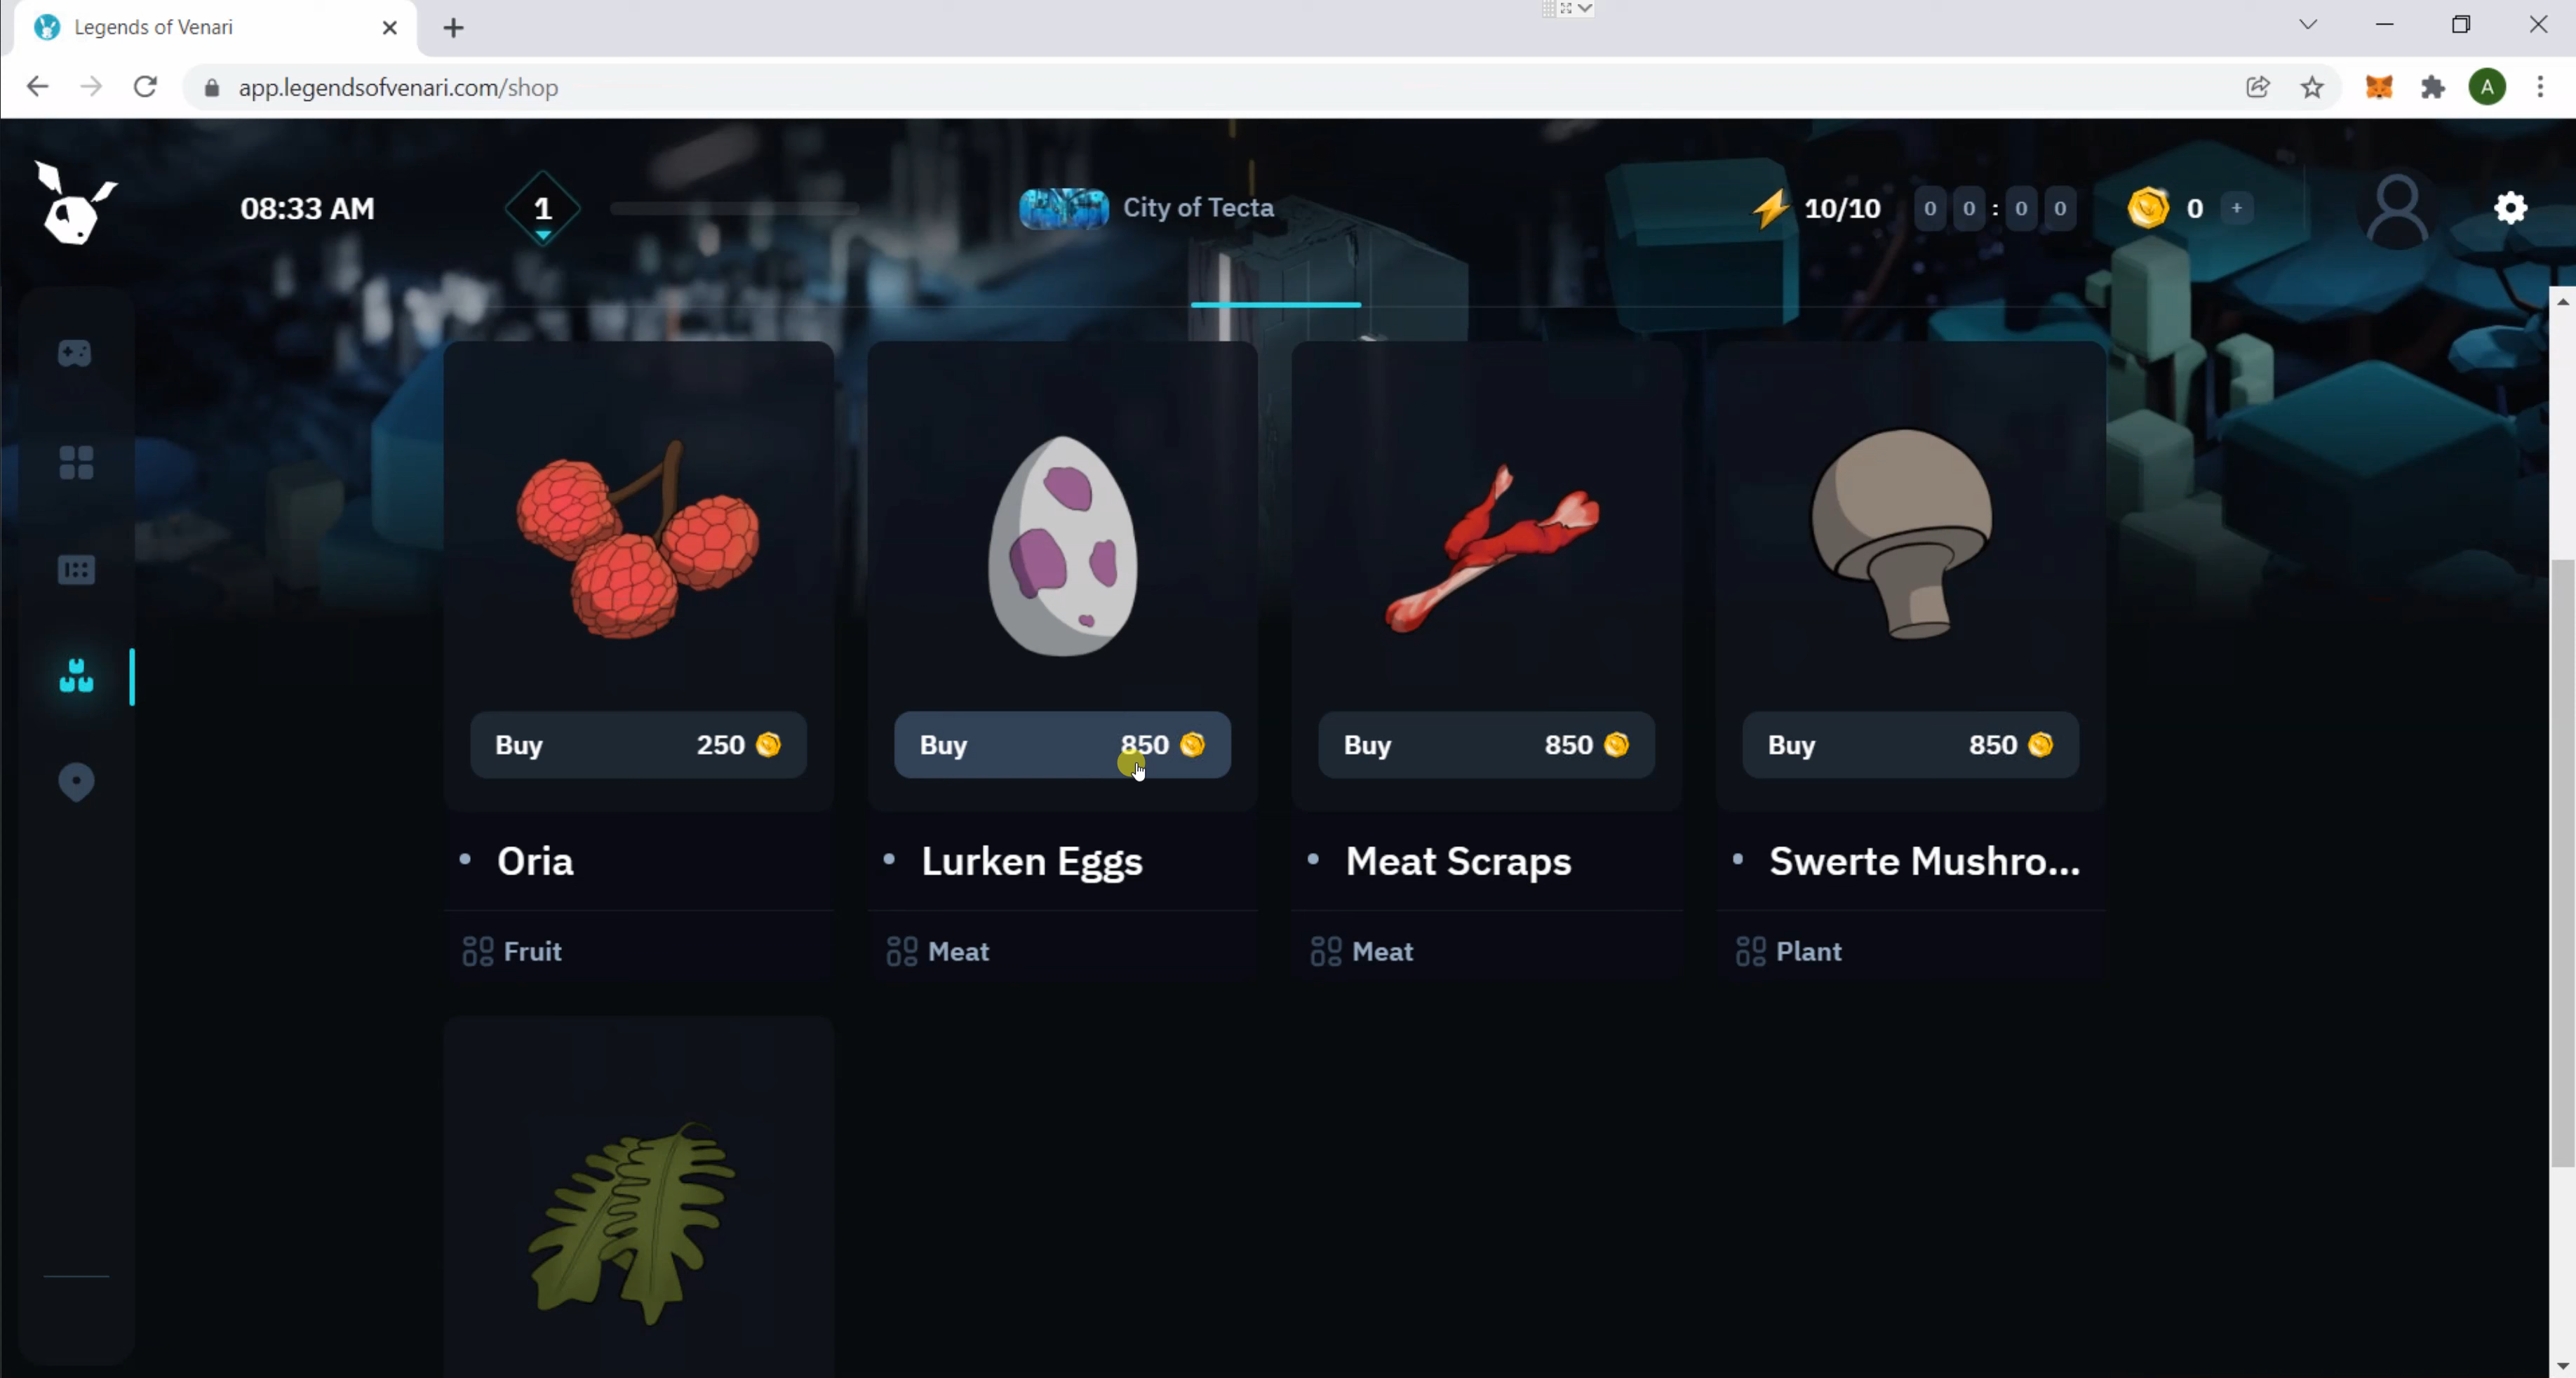 Legends of Venari
app.legendsofvenari.com/shop
A
08:33 AM
1
City of Tecta
10/10
0 0 : 0 0
0
+
Buy 250
Buy 850
Buy 850
Buy 850
• Oria
• Lurken Eggs
• Meat Scraps
• Swerte Mushro...
Fruit
Meat
Meat
Plant